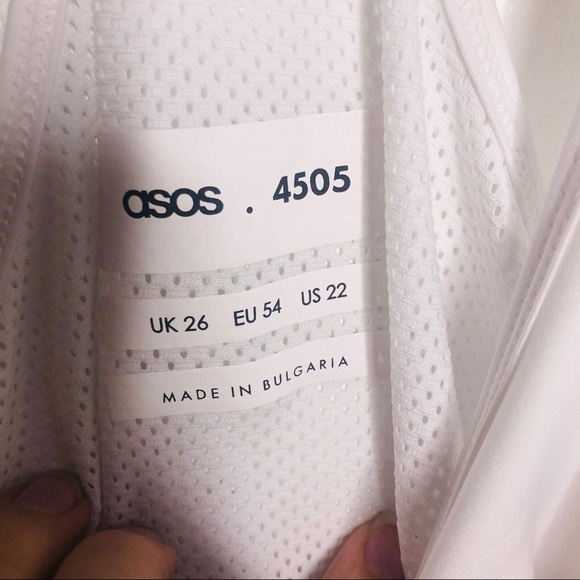 asos . 4505
UK 26 EU 54 US 22
MADE IN BULGARIA